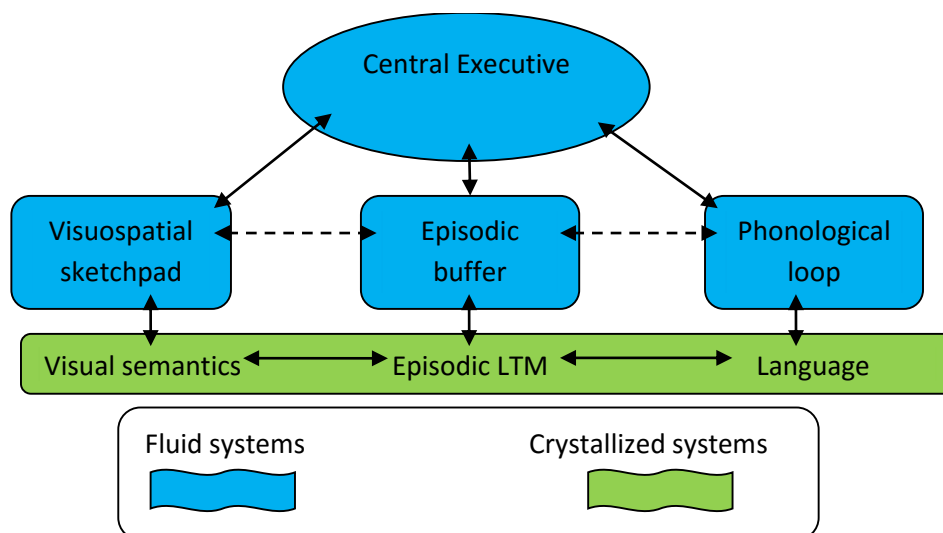 Central Executive
Visuospatial
sketchpad
Episodic
buffer
Phonological
loop
Visual semantics
Episodic LTM
Language
Fluid systems
Crystallized systems